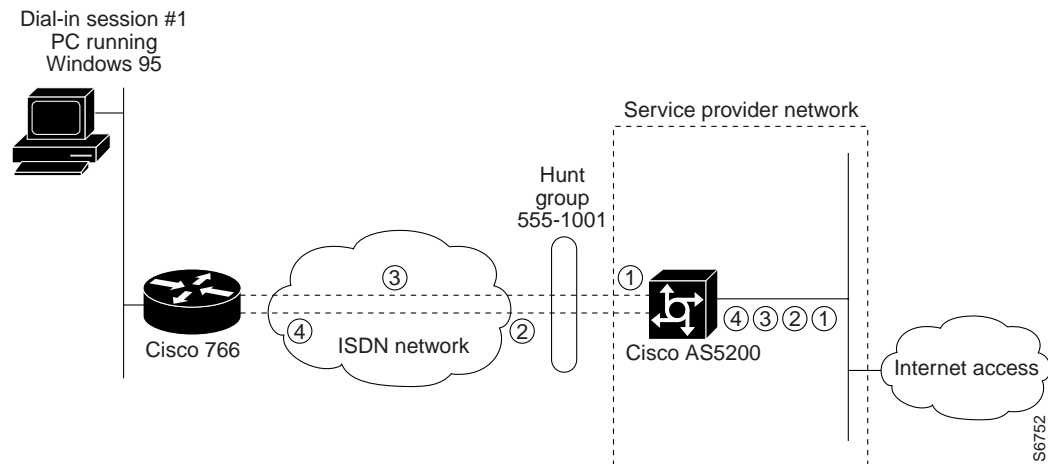 Dial-in session #1
PC running
Windows 95
Service provider network
Hunt
group
555-1001
3
1
4
2
4 3 2 1
Cisco 766
ISDN network
Cisco AS5200
Internet access
S6752